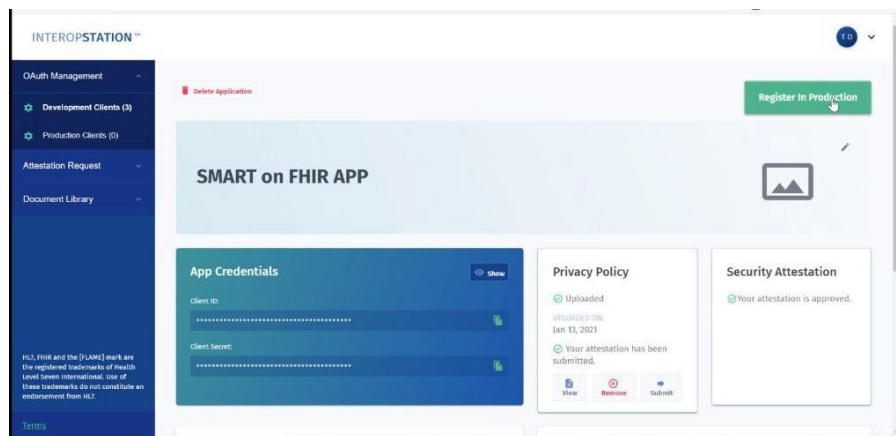 INTEROPSTATION™
TD
OAuth Management
Development Clients (3)
Production Clients (0)
Attestation Request
Document Library
HL7, FHIR and the [FLAME] mark are
the registered trademarks of Health
Level Seven International. Use of
these trademarks do not constitute an
endorsement from HL7.
Terms
Delete Application
Register In Production
SMART on FHIR APP
App Credentials
Show
Client ID:
****************************************
Client Secret:
****************************************
Privacy Policy
Uploaded
UPLOADED ON:
Jan 13, 2021
Your attestation has been
submitted.
View
Remove
Submit
Security Attestation
Your attestation is approved.